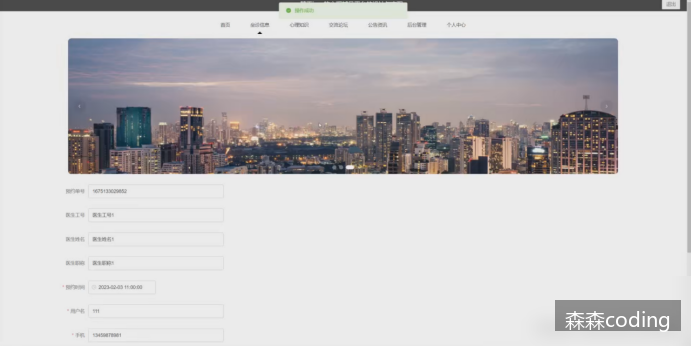 操作成功
退出
首页 医生信息 心理知识 交流论坛 公告资讯 后台管理 个人中心
预约单号 1675133029852
医生工号 医生工号1
医生姓名 医生姓名1
医生职称 医生职称1
* 预约时间 2023-02-03 11:00:00
* 用户名 111
* 手机
森森coding